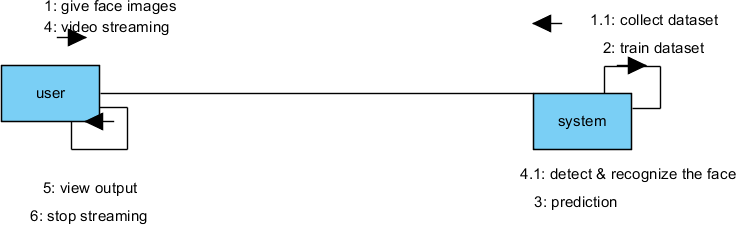 1: give face images
4: video streaming
1.1: collect dataset
2: train dataset
user
system
5: view output
6: stop streaming
4.1: detect & recognize the face
3: prediction